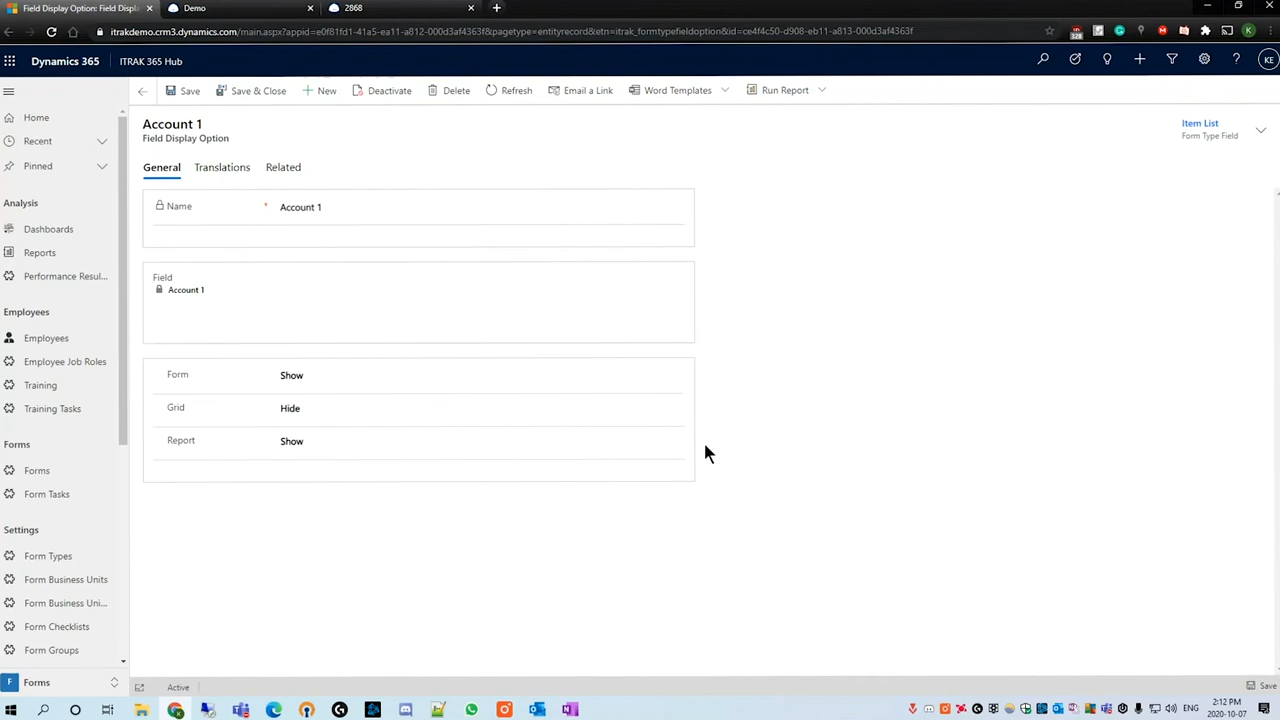 Field Display Option: Field Displ
Demo
2868
itrakdemo.crm3.dynamics.com/main.aspx?appid=e0f81fd1-41a5-ea11-a812-000d3af4363f&pagetype=entityrecord&etn=itrak_formtypefieldoption&id=ce4f4c50-d908-eb11-a813-000d3af4363f
Dynamics 365
ITRAK 365 Hub
KE
Save
Save & Close
New
Deactivate
Delete
Refresh
Email a Link
Word Templates
Run Report
Home
Recent
Pinned
Analysis
Dashboards
Reports
Performance Resul...
Employees
Employees
Employee Job Roles
Training
Training Tasks
Forms
Forms
Form Tasks
Settings
Form Types
Form Business Units
Form Business Uni...
Form Checklists
Form Groups
F Forms
Account 1
Field Display Option
Item List
Form Type Field
General
Translations
Related
Name * Account 1
Field
Account 1
Form Show
Grid Hide
Report Show
Active
Save
ENG
2:12 PM
2020-10-07